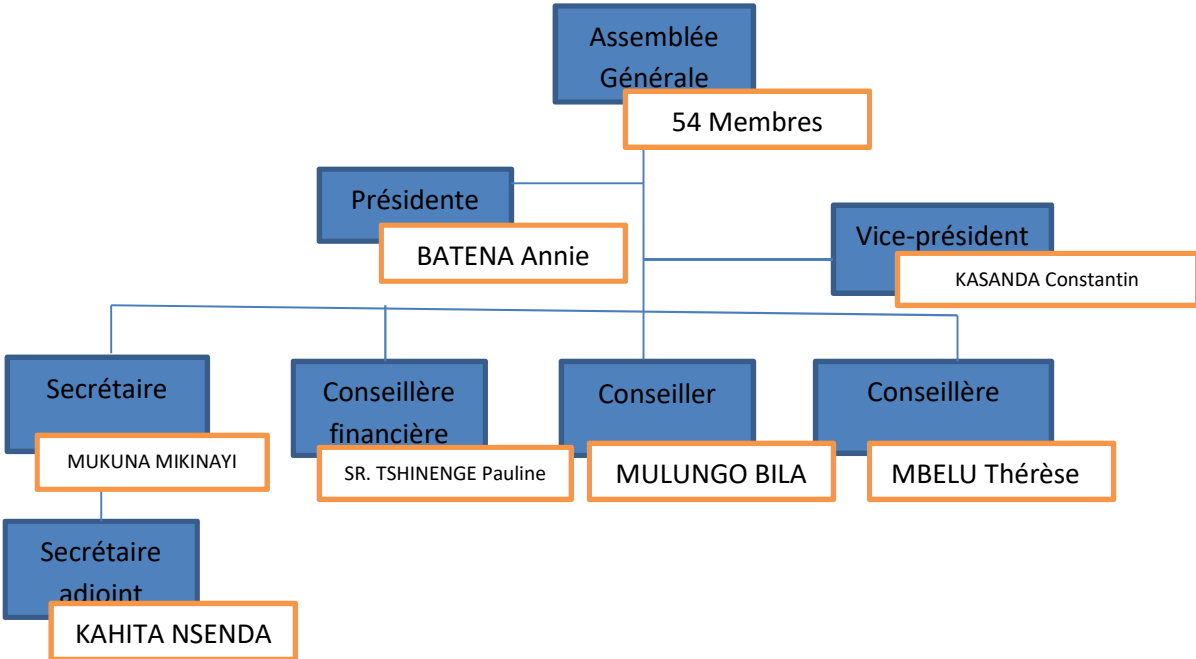 Assemblée
Générale
54 Membres
Présidente
BATENA Annie
Vice-président
KASANDA Constantin
Secrétaire
MUKUNA MIKINAYI
Conseillère
financière
SR. TSHINENGE Pauline
Conseiller
MULUNGO BILA
Conseillère
MBELU Thérèse
Secrétaire
adjoint
KAHITA NSENDA